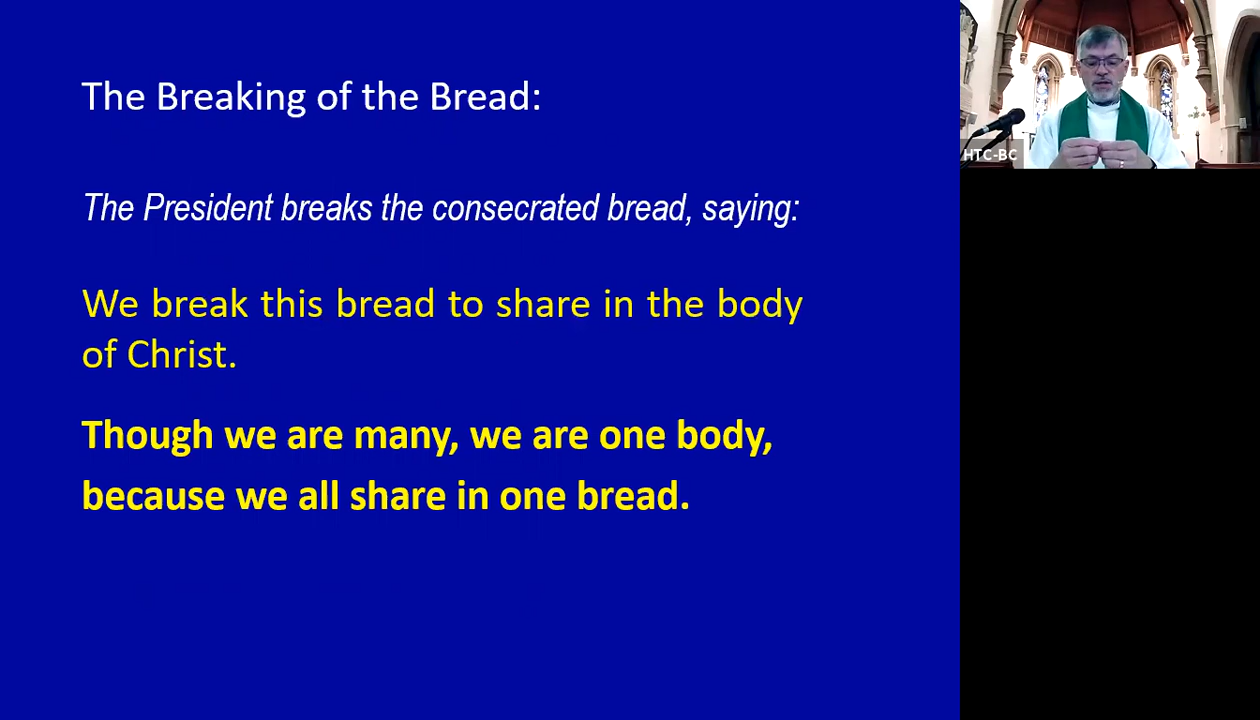 The Breaking of the Bread:
The President breaks the consecrated bread, saying:
We break this bread to share in the body
of Christ.
Though we are many, we are one body,
because we all share in one bread.
HTC-BC